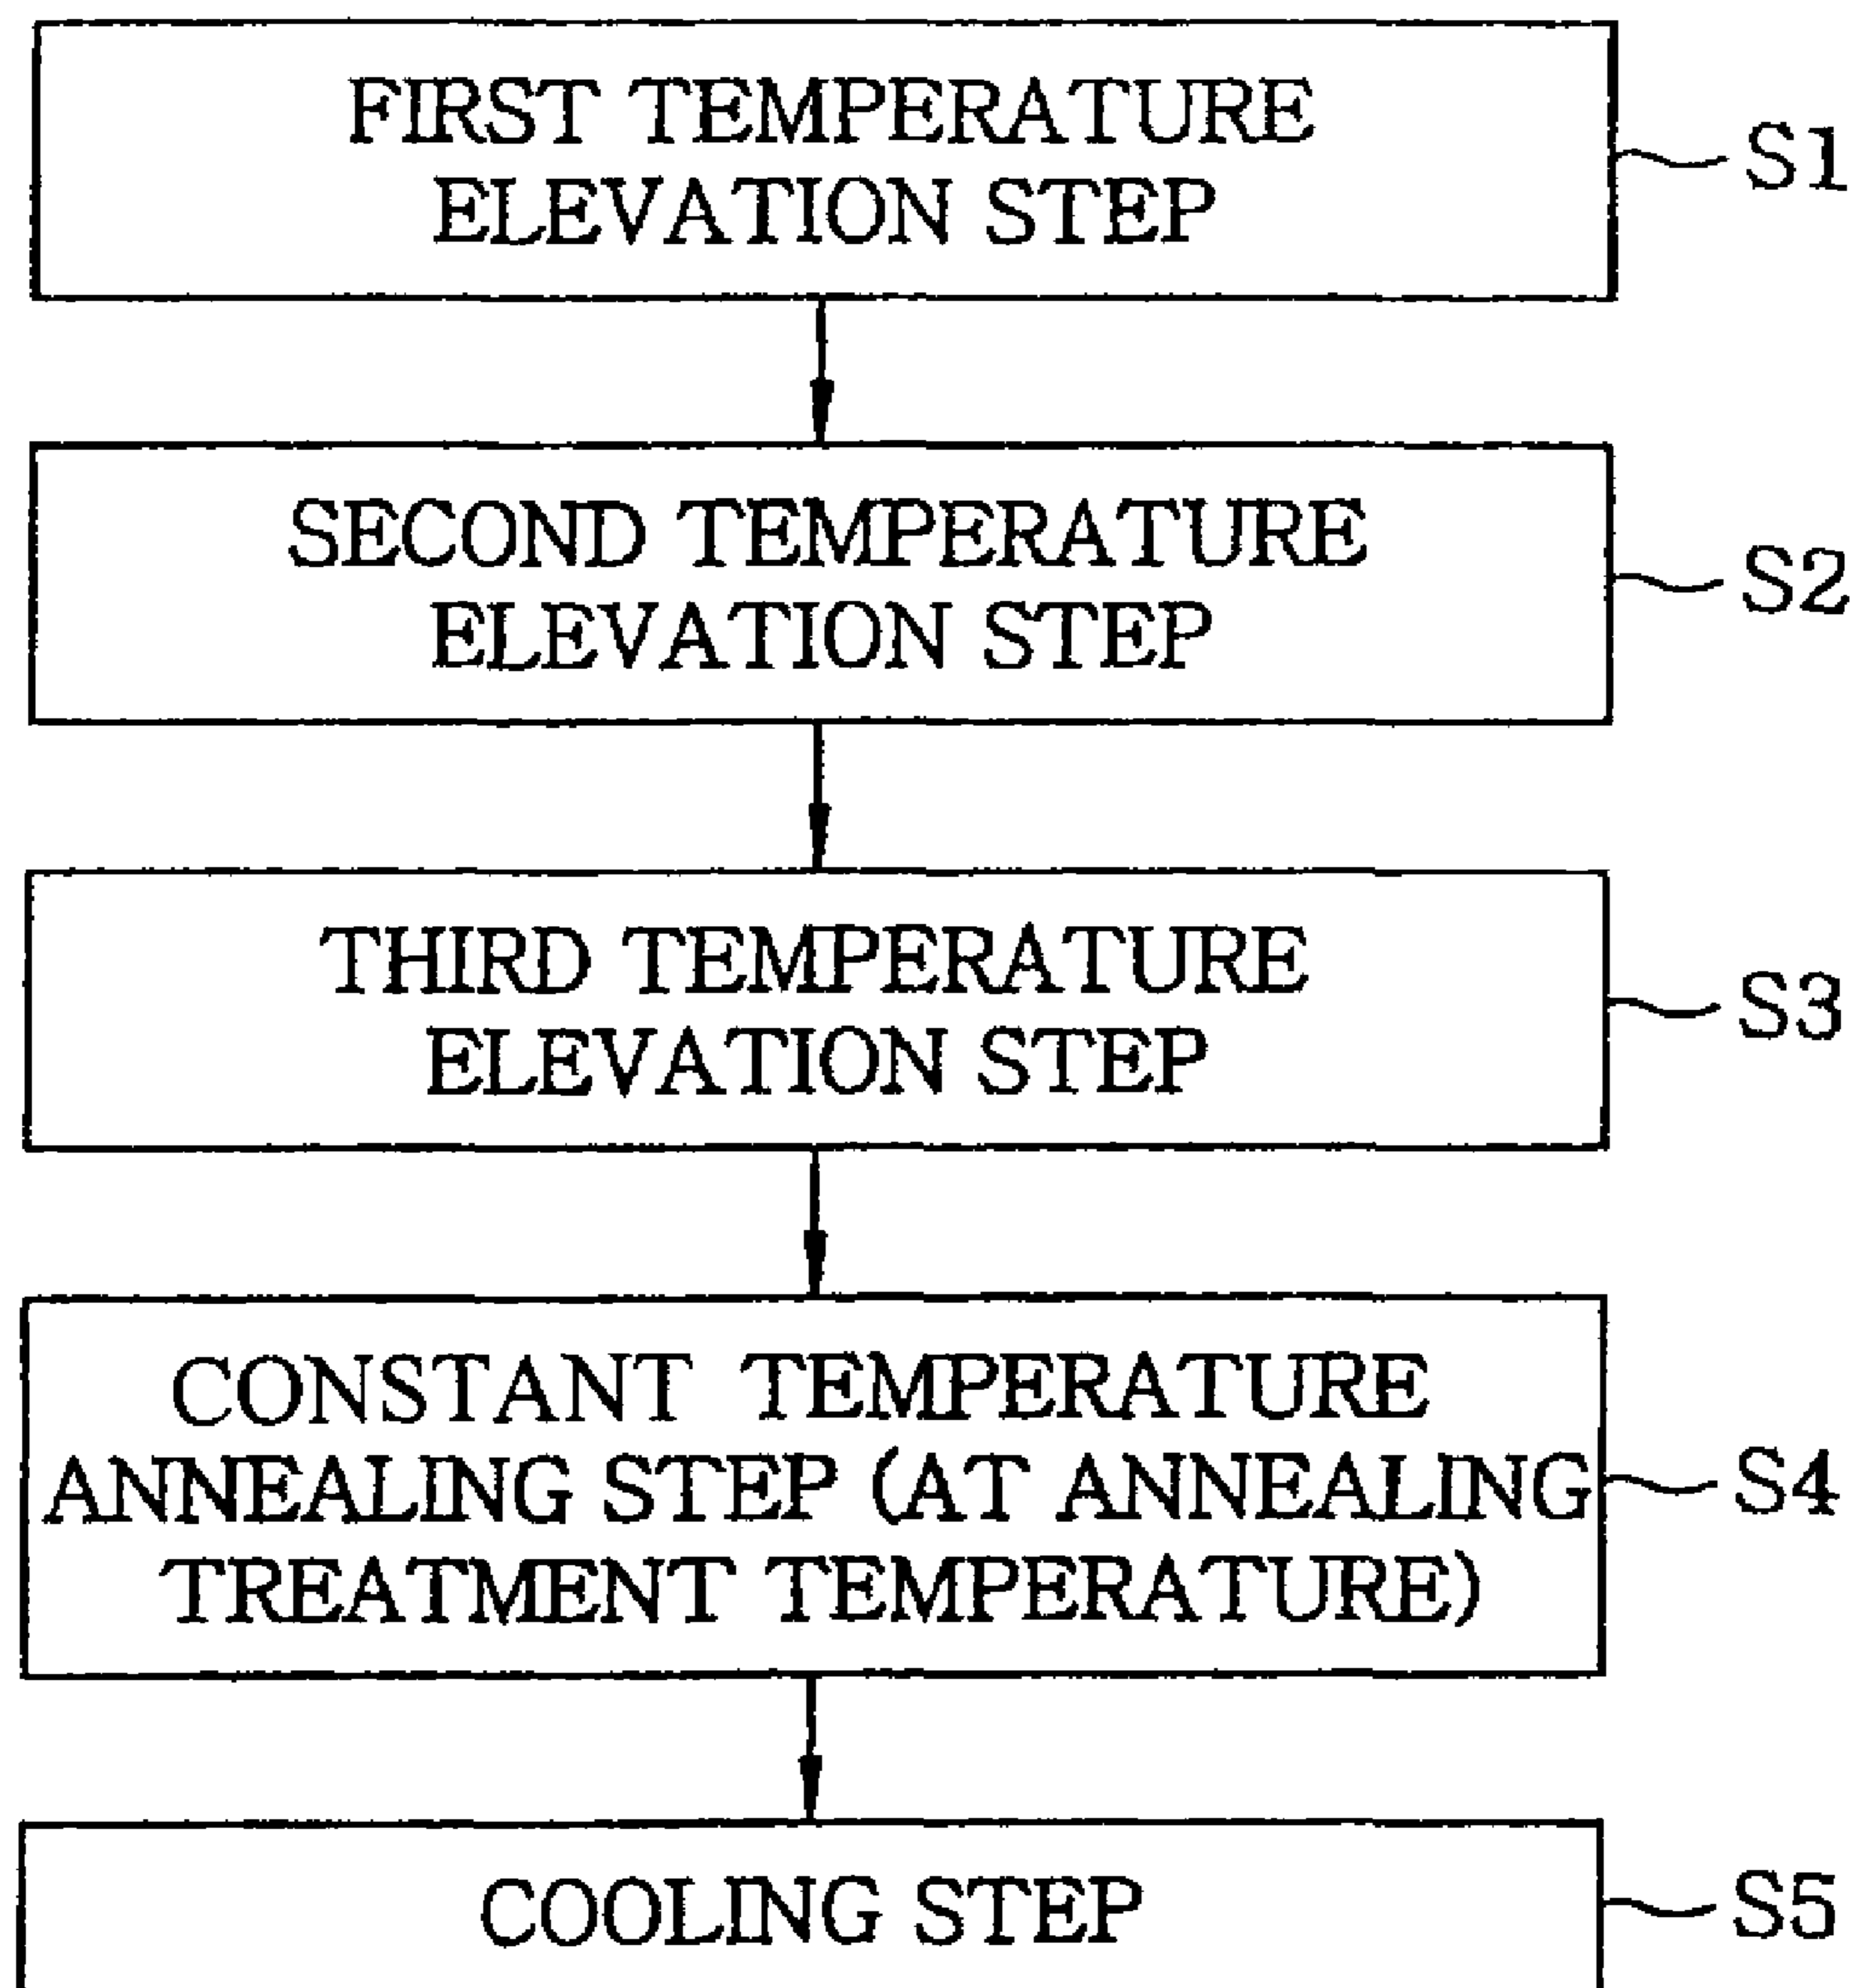 FIRST TEMPERATURE
ELEVATION STEP
S1
SECOND TEMPERATURE
ELEVATION STEP
S2
THIRD TEMPERATURE
ELEVATION STEP
S3
CONSTANT TEMPERATURE
ANNEALING STEP (AT ANNEALING
TREATMENT TEMPERATURE)
S4
COOLING STEP
S5